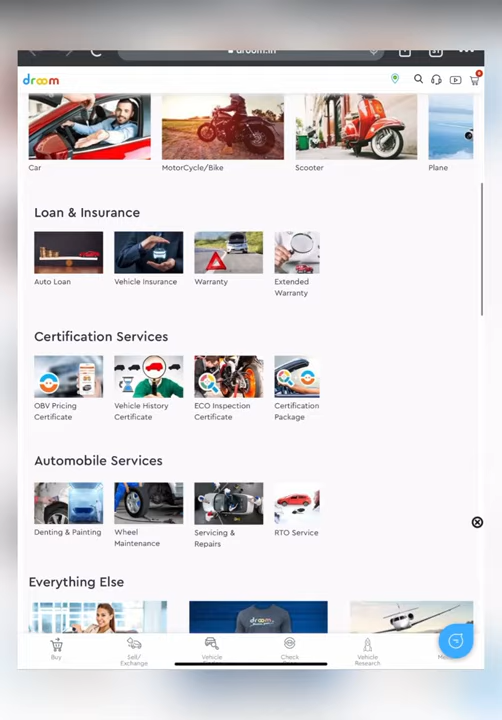 droom.in
droom
Car
MotorCycle/Bike
Scooter
Plane
Loan & Insurance
Auto Loan
Vehicle Insurance
Warranty
Extended
Warranty
Certification Services
OBV Pricing
Certificate
Vehicle History
Certificate
ECO Inspection
Certificate
Certification
Package
Automobile Services
Denting & Painting
Wheel
Maintenance
Servicing &
Repairs
RTO Service
Everything Else
droom
Buy
Sell/
Exchange
Vehicle
Check
Vehicle
Research